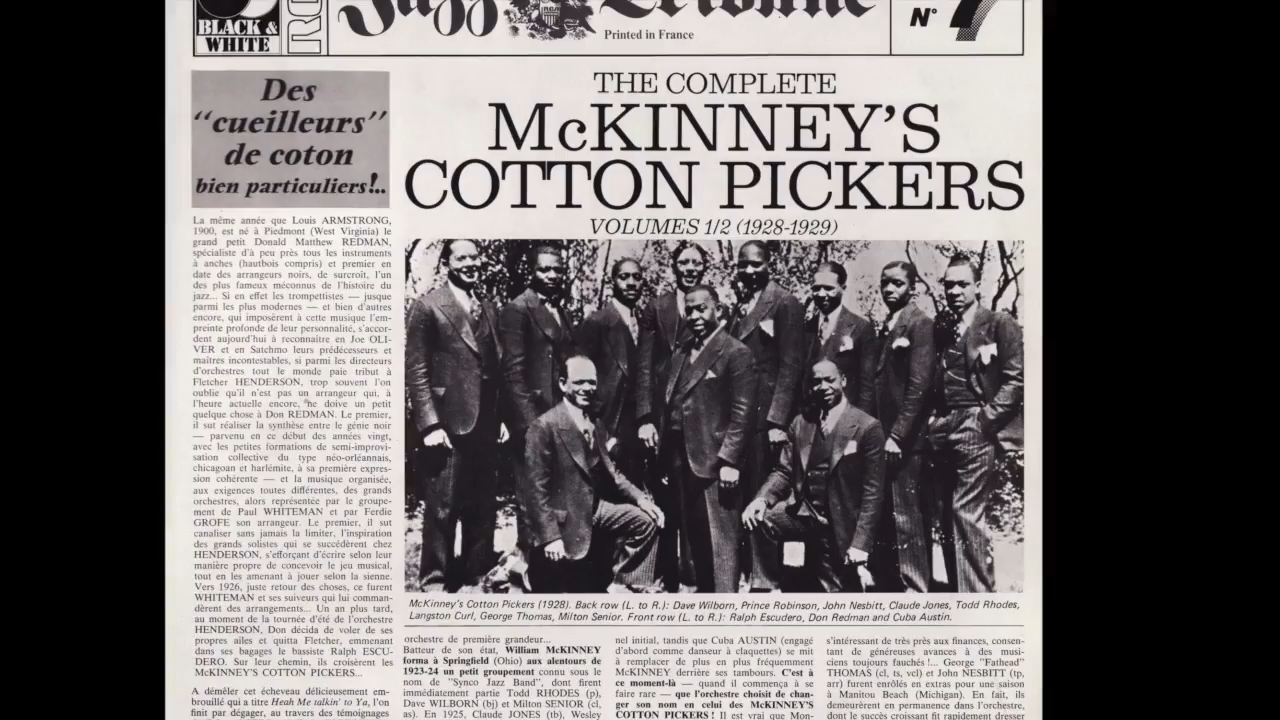 BLACK &
WHITE
Jazz Tribune
RCA
Printed in France
N° 7
Des
“cueilleurs”
de coton
bien particuliers!..
THE COMPLETE
McKINNEY'S
COTTON PICKERS
VOLUMES 1/2 (1928-1929)
La même année que Louis ARMSTRONG,
1900, est né à Piedmont (West Virginia) le
grand petit Donald Matthew REDMAN,
spécialiste d'à peu près tous les instruments
à anches (hautbois compris) et premier en
date des arrangeurs noirs, de surcroît, l'un
des plus fameux méconnus de l'histoire du
jazz... Si en effet les trompettistes — jusque
parmi les plus modernes — et bien d'autres
encore, qui imposèrent à cette musique l'em-
preinte profonde de leur personnalité, s'accor-
dent aujourd'hui à reconnaître en Joe OLI-
VER et en Satchmo leurs prédécesseurs et
maîtres incontestables, si parmi les directeurs
d'orchestres tout le monde paie tribut à
Fletcher HENDERSON, trop souvent l'on
oublie qu'il n'est pas un arrangeur qui, à
l'heure actuelle encore, ne doive un petit
quelque chose à Don REDMAN. Le premier,
il sut réaliser la synthèse entre le génie noir
— parvenu en ce début des années vingt,
avec les petites formations de semi-improvi-
sation collective du type néo-orléannais,
chicagoan et harlémite, à sa première expres-
sion cohérente — et la musique organisée,
aux exigences toutes différentes, des grands
orchestres, alors représentée par le groupe-
ment de Paul WHITEMAN et par Ferdie
GROFE son arrangeur. Le premier, il sut
canaliser sans jamais la limiter, l'inspiration
des grands solistes qui se succédèrent chez
HENDERSON, s'efforçant d'écrire selon leur
manière propre de concevoir le jeu musical,
tout en les amenant à jouer selon la sienne.
Vers 1926, juste retour des choses, ce furent
WHITEMAN et ses suiveurs qui lui comman-
dèrent des arrangements... Un an plus tard,
au moment de la tournée d'été de l'orchestre
HENDERSON, Don décida de voler de ses
propres ailes et quitta Fletcher, emmenant
dans ses bagages le bassiste Ralph ESCU-
DERO. Sur leur chemin, ils croisèrent les
McKINNEY'S COTTON PICKERS...
A démêler cet écheveau délicieusement em-
brouillé qui a titre Heah Me talkin' to Ya, l'on
finit par dégager, au travers des témoignages
McKinney's Cotton Pickers (1928). Back row (L. to R.): Dave Wilborn, Prince Robinson, John Nesbitt, Claude Jones, Todd Rhodes,
Langston Curl, George Thomas, Milton Senior. Front row (L. to R.): Ralph Escudero, Don Redman and Cuba Austin.
orchestre de première grandeur...
Batteur de son état, William McKINNEY
forma à Springfield (Ohio) aux alentours de
1923-24 un petit groupement connu sous le
nom de "Synco Jazz Band", dont firent
immédiatement partie Todd RHODES (p),
Dave WILBORN (bj) et Milton SENIOR (cl,
as). En 1925, Claude JONES (tb), Wesley
nel initial, tandis que Cuba AUSTIN (engagé
d'abord comme danseur à claquettes) se mit
à remplacer de plus en plus fréquemment
McKINNEY derrière ses tambours. C'est à
ce moment-là — quand il commença à se
faire rare — que l'orchestre choisit de chan-
ger son nom en celui des McKINNEY'S
COTTON PICKERS ! Il est vrai que Mon-
s'intéressant de très près aux finances, consen-
tant de généreuses avances à des musi-
ciens toujours fauchés !... George "Fathead"
THOMAS (cl, ts, vcl) et John NESBITT (tp,
arr) furent enrôlés en extras pour une saison
à Manitou Beach (Michigan). En fait, ils
demeurèrent en permanence dans l'orchestre,
dont le succès croissant fit rapidement dresser